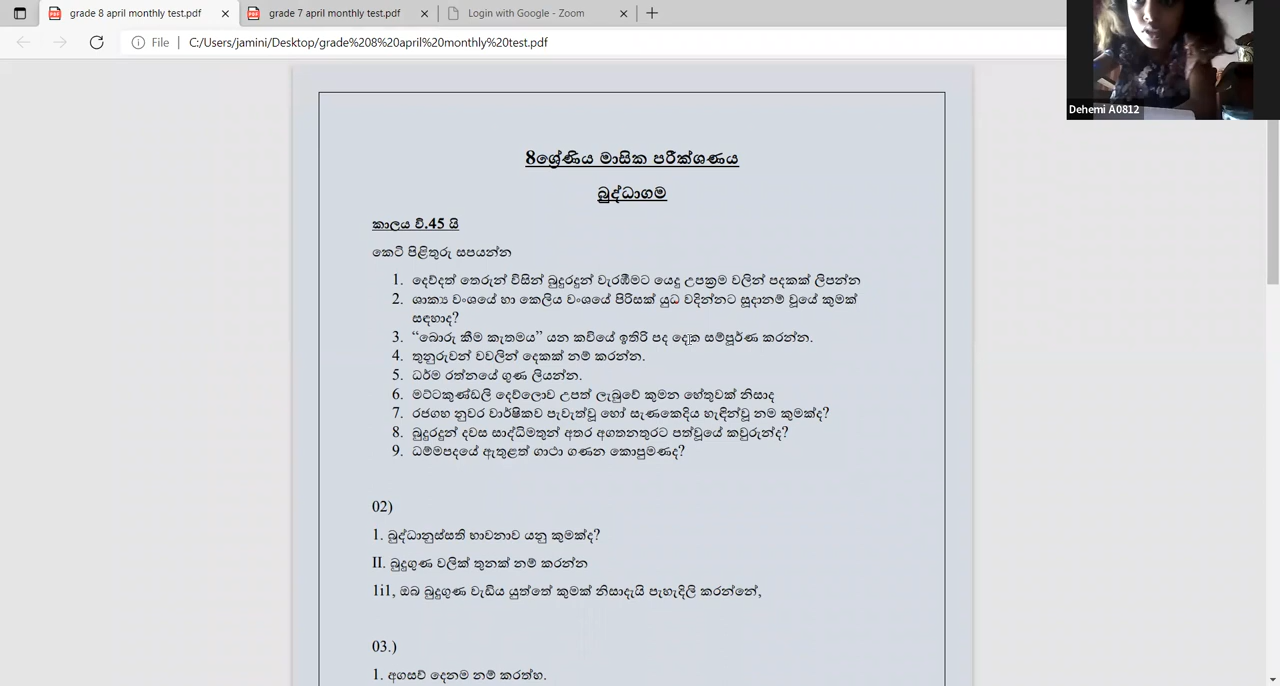 grade 8 april monthly test.pdf
grade 7 april monthly test.pdf
Login with Google - Zoom
File
C:/Users/jamini/Desktop/grade%208%20april%20monthly%20test.pdf
Dehemi A0812
8ශ්‍රේණිය මාසික පරීක්ශණය
බුද්ධාගම
කාලය වි.45 යි
කෙටි පිළිතුරු සපයන්න
1. දෙව්දත් තෙරුන් විසින් බුදුරදුන් වැරඹීමට යෙදු උපක්‍රම වලින් පදකක් ලිපන්න
2. ශාක්‍ය වංශයේ හා කෙලිය වංශයේ පිරිසක් යුධ වදින්නට සූදානම් වූයේ කුමක්
සඳහාද?
3. “බොරු කීම කැතමය” යන කවියේ ඉතිරි පද දෙක සම්පූර්ණ කරන්න.
4. තුනුරුවන් වචලින් දෙකක් නම් කරන්න.
5. ධර්ම රත්නයේ ගුණ ලියන්න.
6. මට්ටකුණ්ඩලි දෙව්ලොව උපත් ලැබුවේ කුමන හේතුවක් නිසාද
7. රජගහ නුවර වාර්ෂිකව පැවැත්වූ හෝ සැණකෙදිය හැඳින්වූ නම කුමක්ද?
8. බුදුරදුන් දවස සාද්ධිමතුන් අතර අගතනතුරට පත්වූයේ කවුරුන්ද?
9. ධම්මපදයේ ඇතුළත් ගාථා ගණන කොපුමණද?
02)
1. බුද්ධානුස්සති භාවනාව යනු කුමක්ද?
II. බුදුගුණ වලික් තුනක් නම් කරන්න
1i1, ඔබ බුදුගුණ වැඩිය යුත්තේ කුමක් නිසාදැයි පැහැදිලි කරන්නේ,
03.)
1. අගසව් දෙනම නම් කරත්හ.